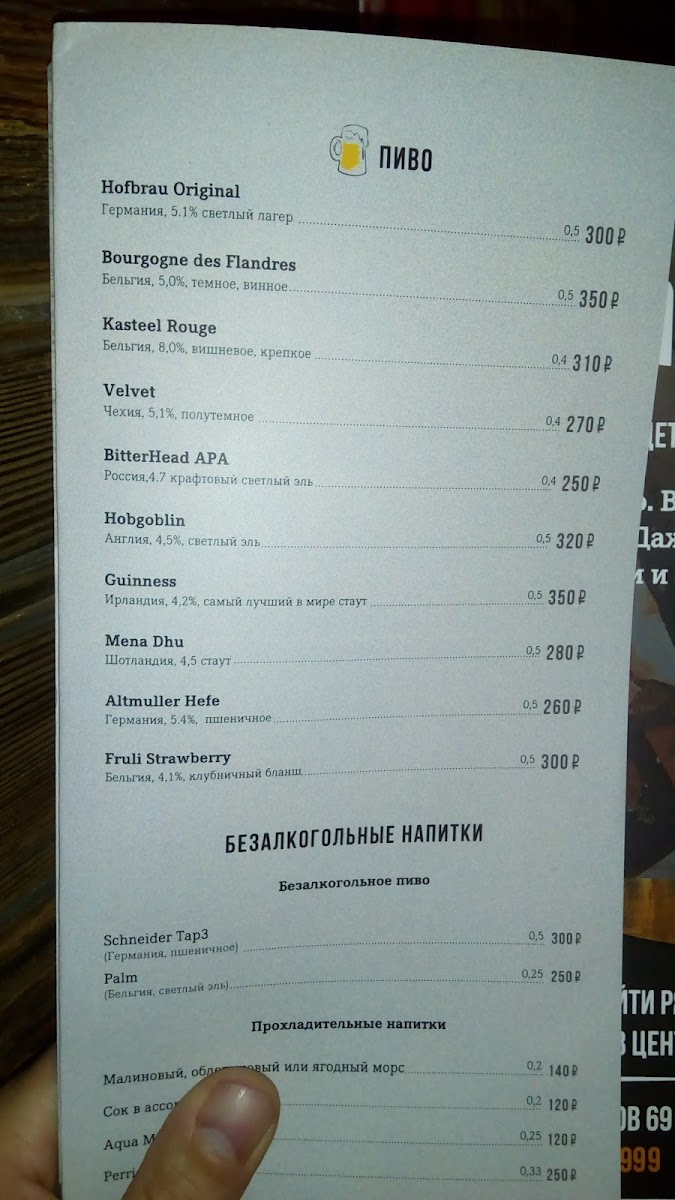 ПИВО
Hofbrau Original
Германия, 5.1% светлый лагер 0,5 300 ₽
Bourgogne des Flandres
Бельгия, 5,0%, темное, винное 0,5 350 ₽
Kasteel Rouge
Бельгия, 8,0%, вишневое, крепкое 0,4 310 ₽
Velvet
Чехия, 5,1%, полутемное 0,4 270 ₽
BitterHead APA
Россия,4.7 крафтовый светлый эль 0,4 250 ₽
Hobgoblin
Англия, 4,5%, светлый эль 0,5 320 ₽
Guinness
Ирландия, 4,2%, самый лучший в мире стаут 0,5 350 ₽
Mena Dhu
Шотландия, 4,5 стаут 0,5 280 ₽
Altmuller Hefe
Германия, 5.4%, пшеничное 0,5 260 ₽
Fruli Strawberry
Бельгия, 4,1%, клубничный бланш 0,5 300 ₽
БЕЗАЛКОГОЛЬНЫЕ НАПИТКИ
Безалкогольное пиво
Schneider Tap3 0,5 300 ₽
(Германия, пшеничное)
Palm 0,25 250 ₽
(Бельгия, светлый эль)
Прохладительные напитки
Малиновый, или ягодный морс 0,2 140 ₽
Сок в 0,2 120 ₽
Aqua 0,25 120 ₽
0,33 250 ₽
69
999